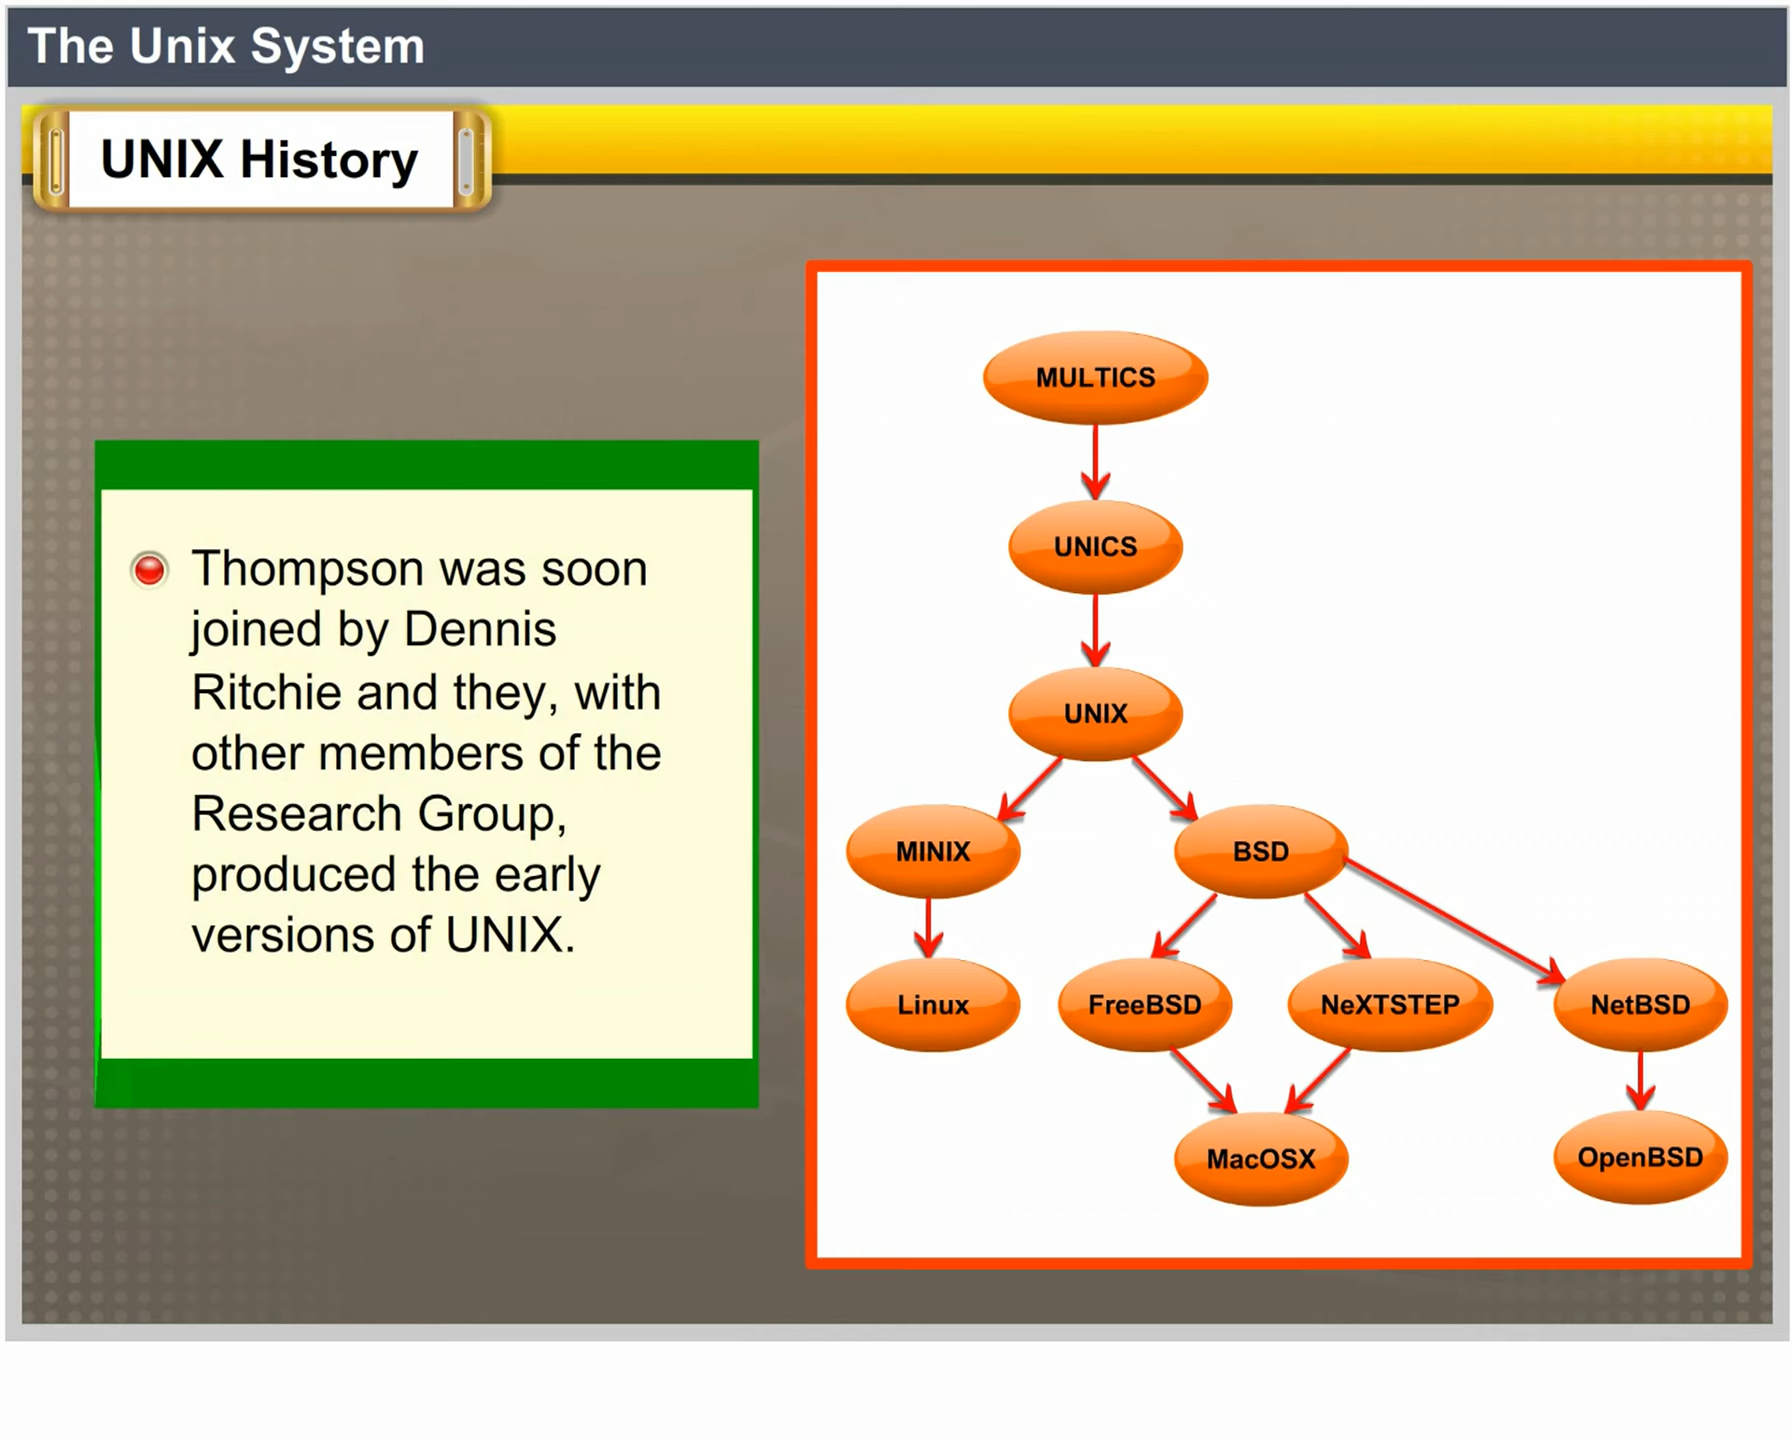 The Unix System
UNIX History
Thompson was soon
joined by Dennis
Ritchie and they, with
other members of the
Research Group,
produced the early
versions of UNIX.
MULTICS
UNICS
UNIX
MINIX
BSD
Linux
FreeBSD
NeXTSTEP
NetBSD
MacOSX
OpenBSD